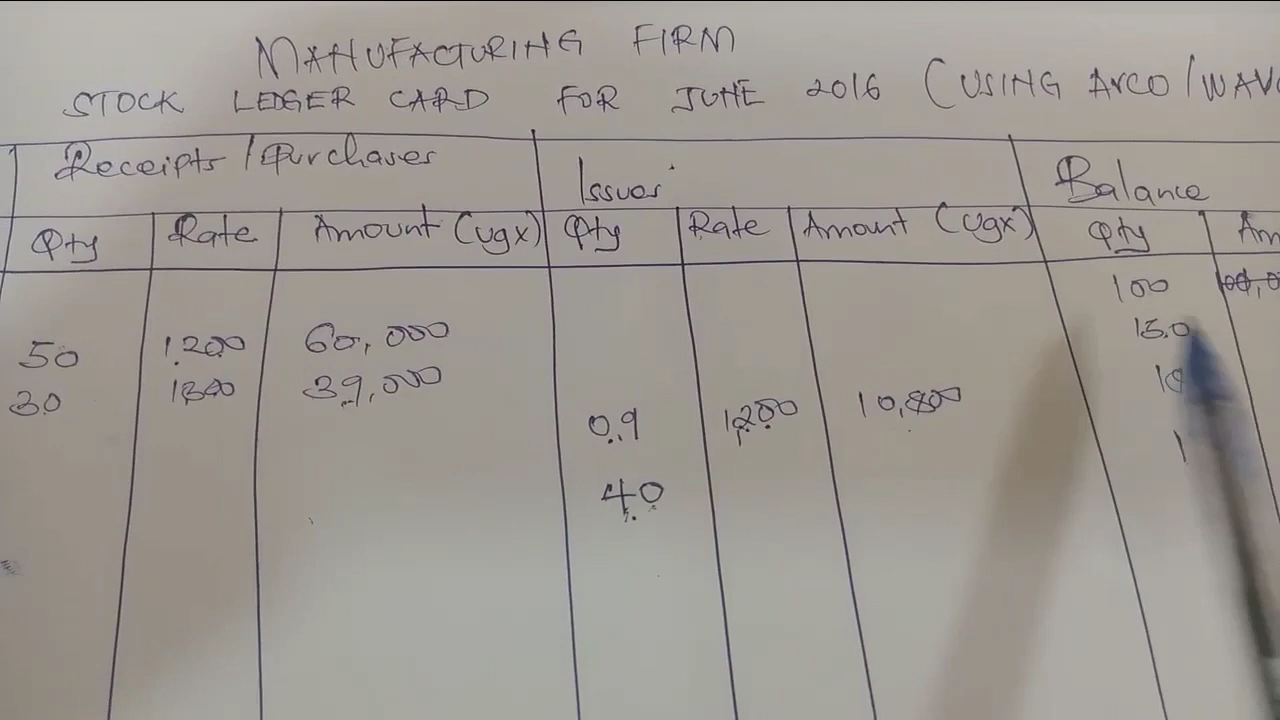 MANUFACTURING FIRM
STOCK LEDGER CARD FOR JUNE 2016 (USING AVCO/WAV
Receipts/Purchases Issues Balance
Qty Rate Amount (ugx) Qty Rate Amount (ugx) Qty Am
100
50 1200 60,000 150
30 1300 39,000
0.9 1200 10,800
40